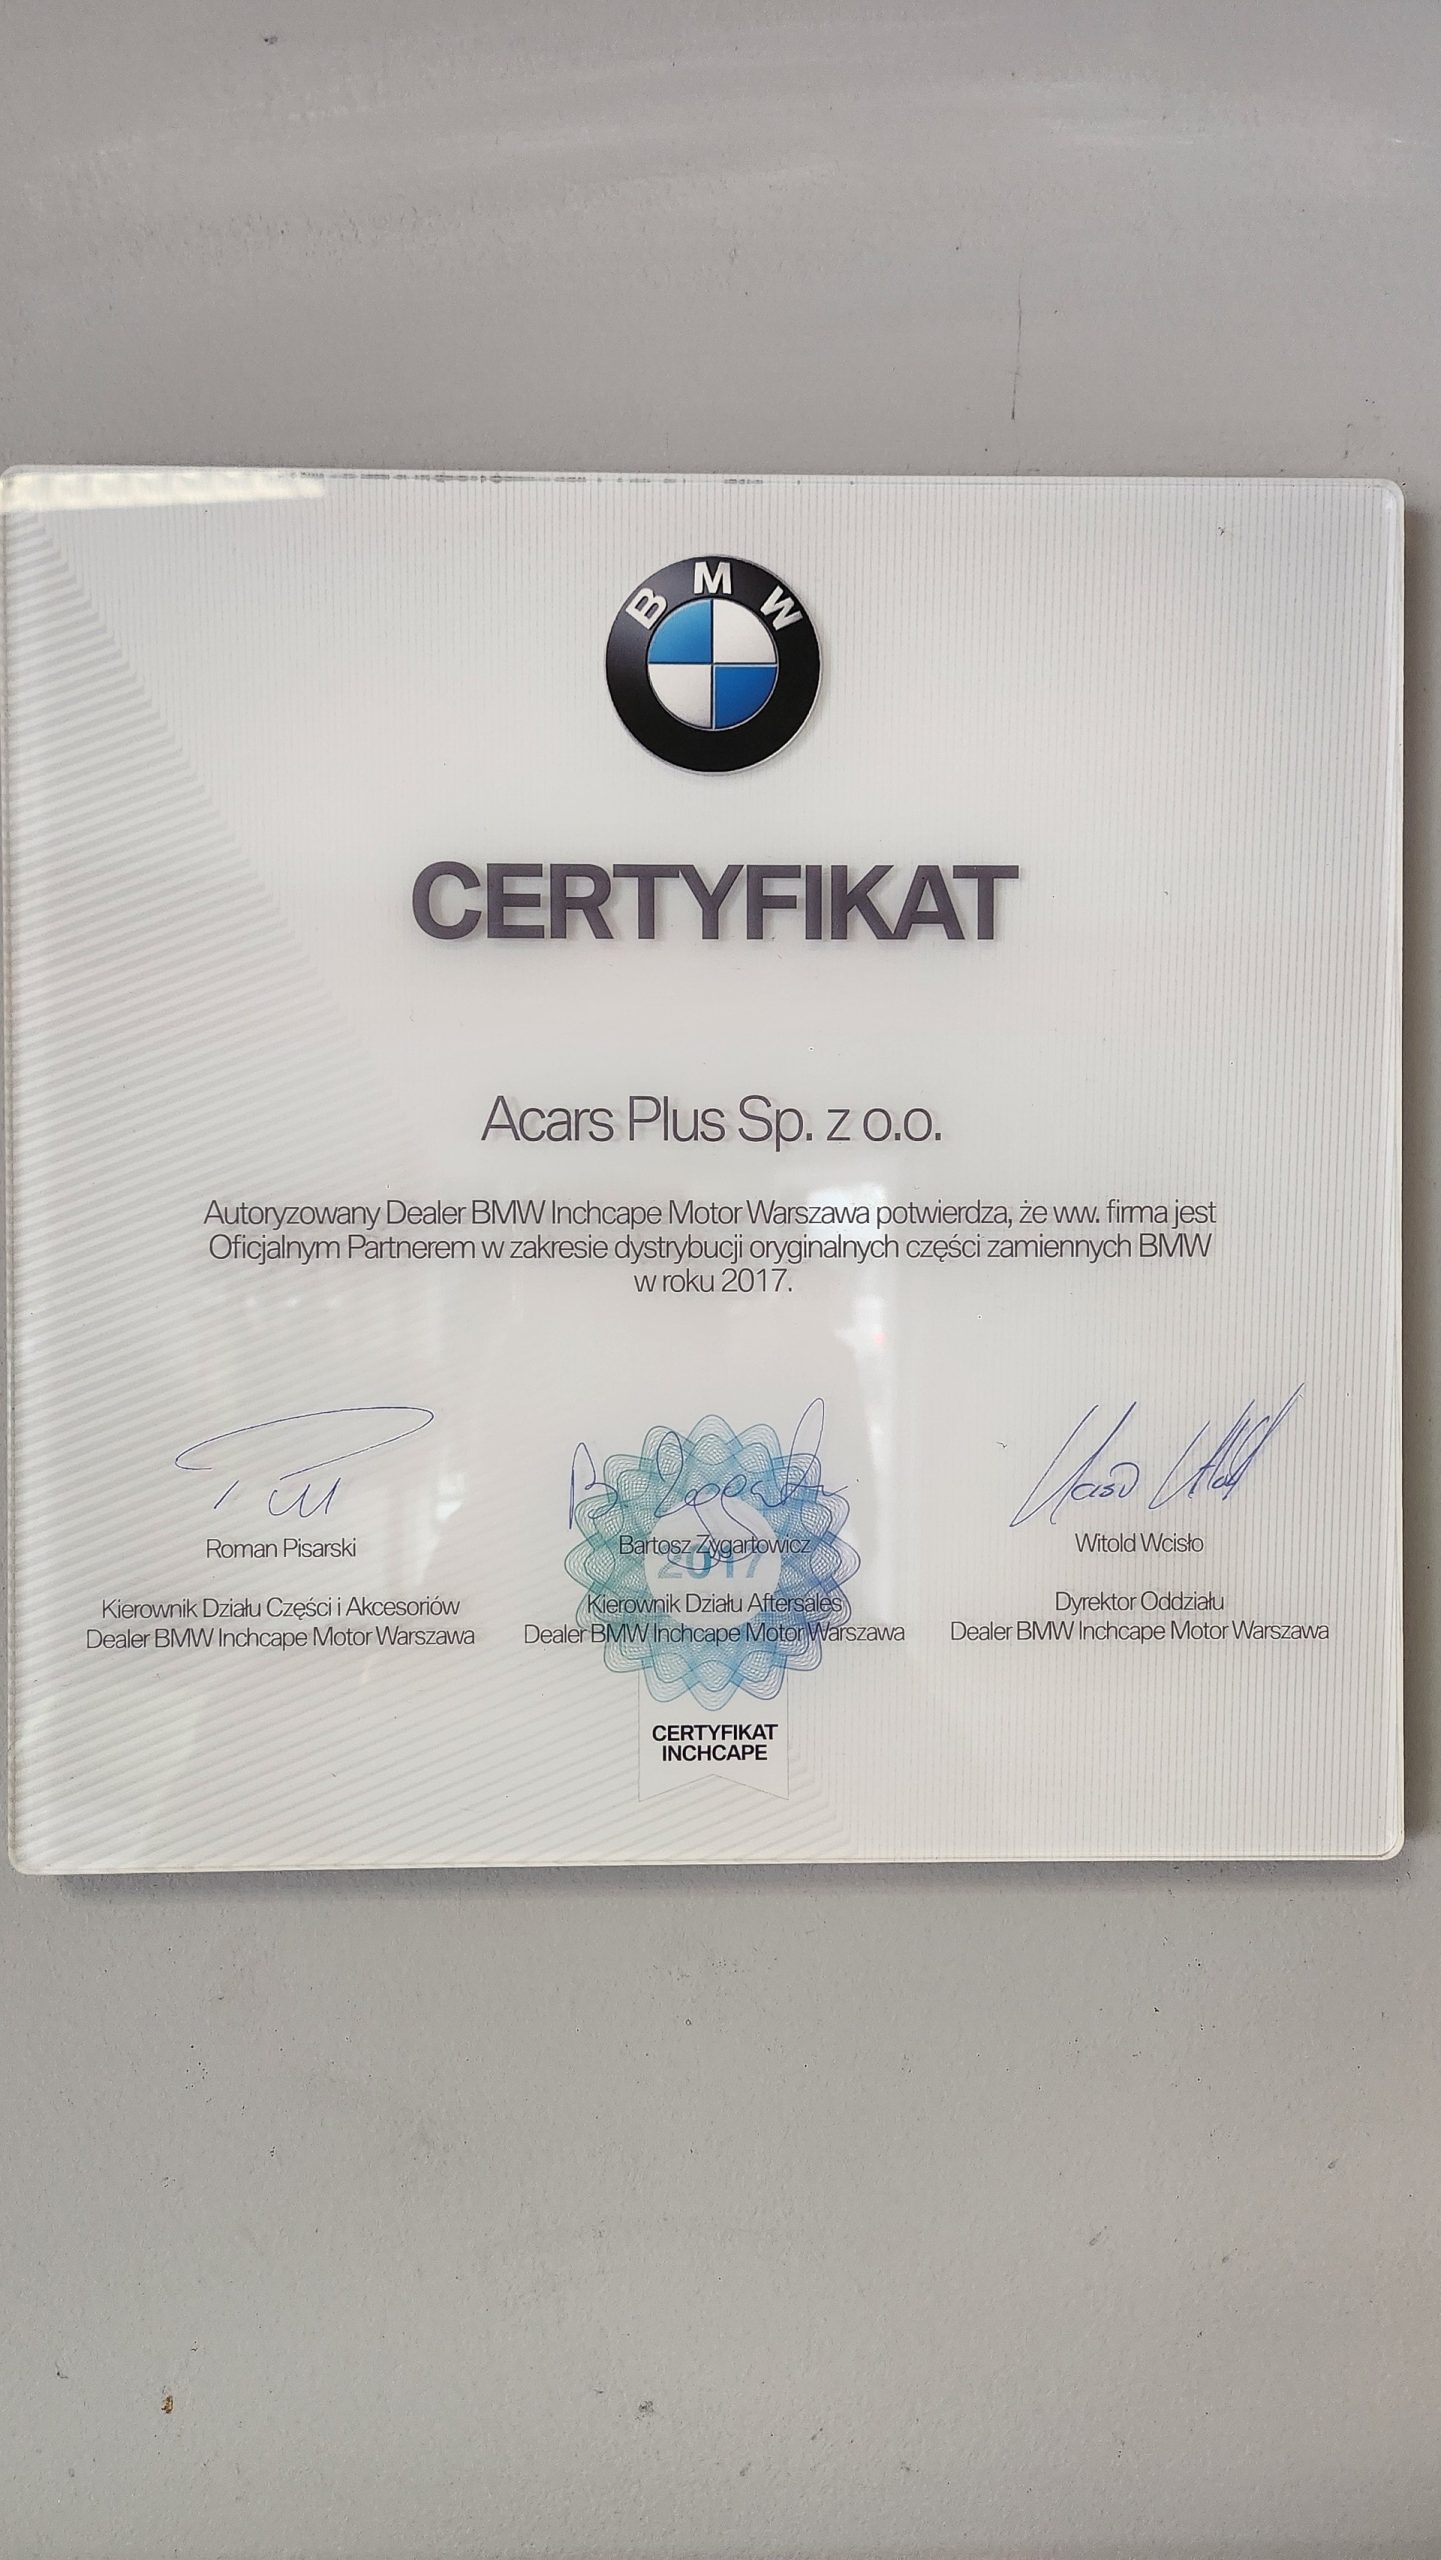 BMW
CERTYFIKAT
Acars Plus Sp. z o.o.
Autoryzowany Dealer BMW Inchcape Motor Warszawa potwierdza, że ww. firma jest
Oficjalnym Partnerem w zakresie dystrybucji oryginalnych części zamiennych BMW
w roku 2017.
Roman Pisarski
Kierownik Działu Części i Akcesoriów
Dealer BMW Inchcape Motor Warszawa
Bartosz Zygartowicz
2017
Kierownik Działu Aftersales
Dealer BMW Inchcape Motor Warszawa
Witold Wcisło
Dyrektor Oddziału
Dealer BMW Inchcape Motor Warszawa
CERTYFIKAT
INCHCAPE